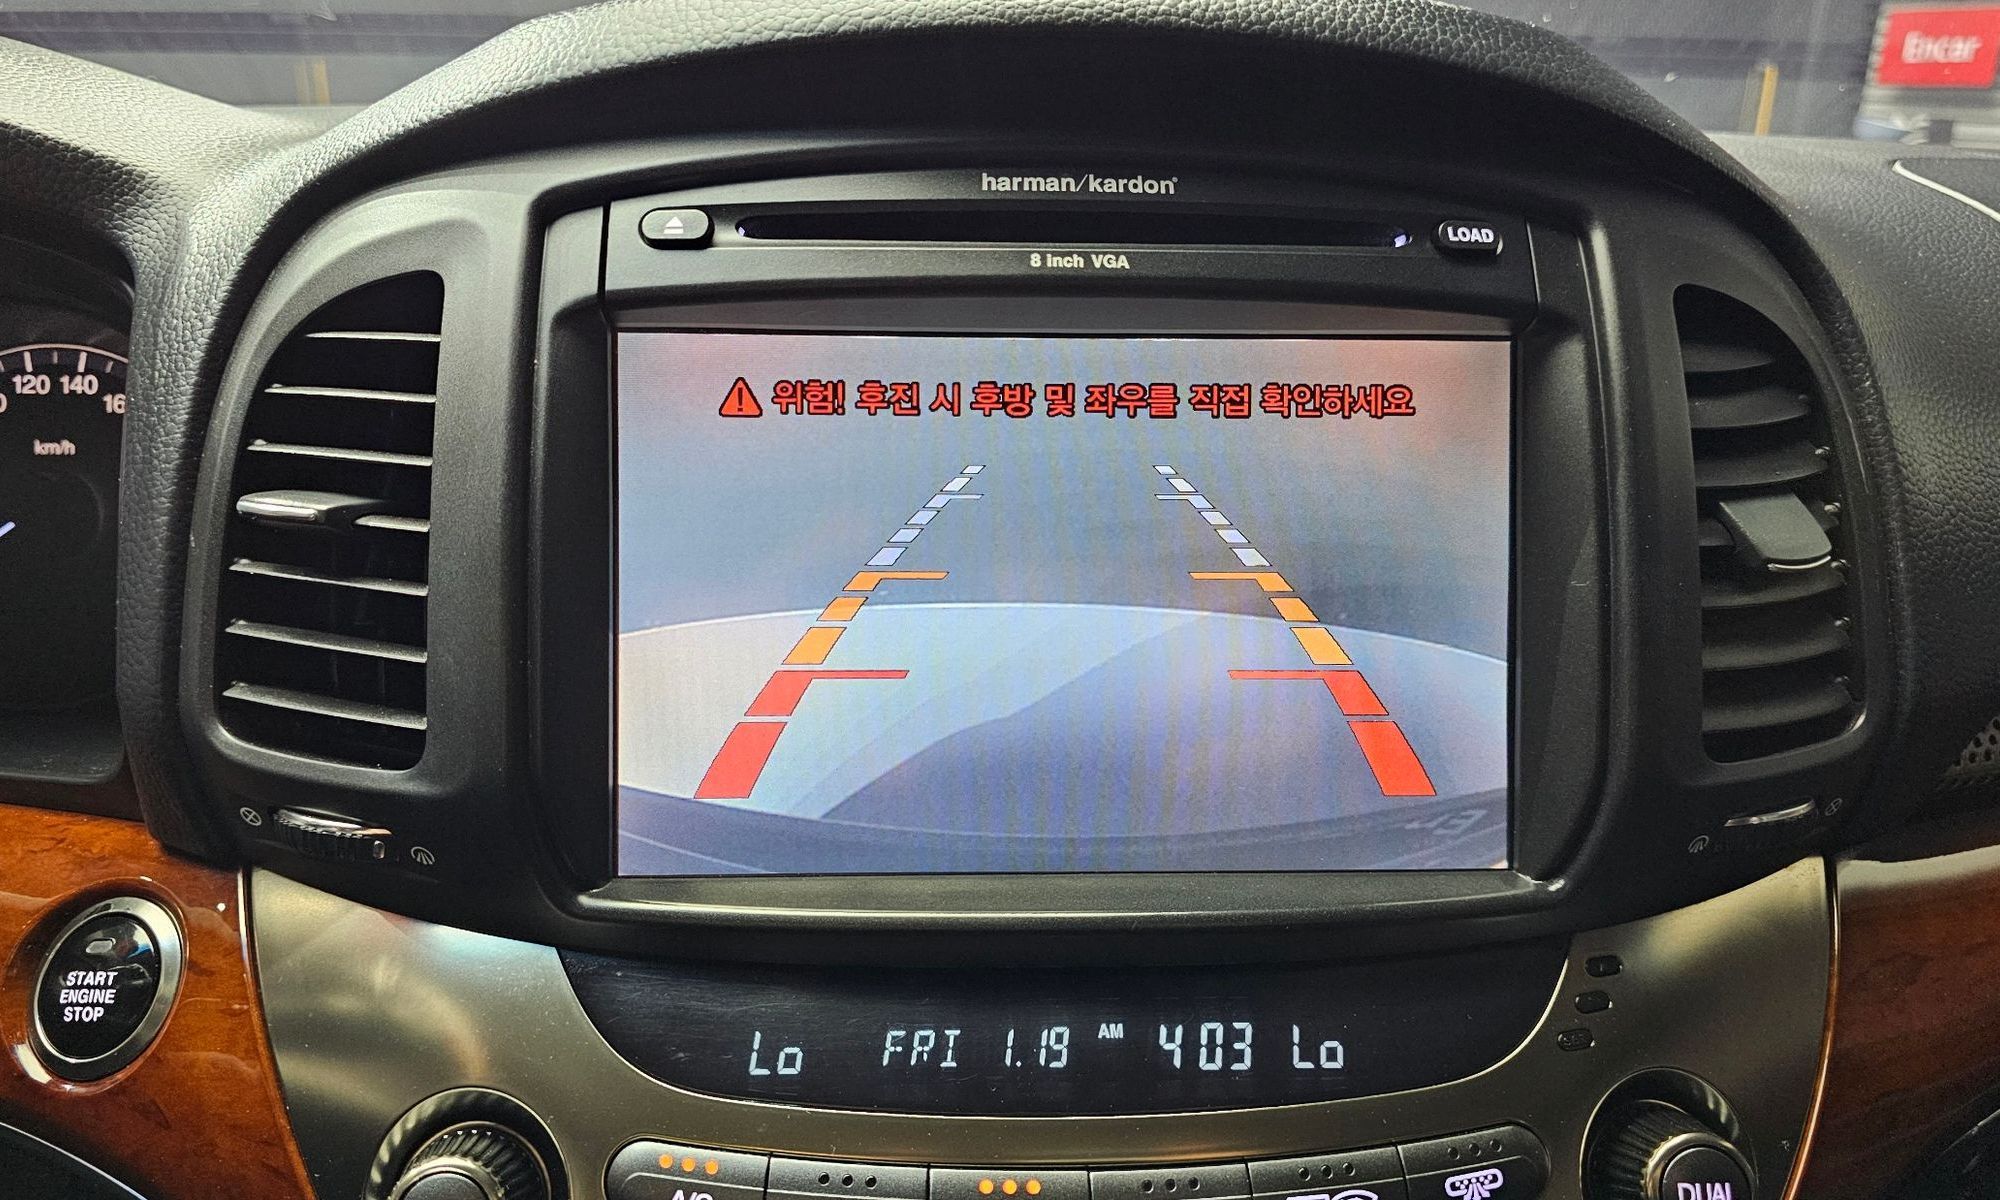 Encar
harman/kardon
LOAD
8 inch VGA
120 140
km/h
위험! 후진 시 후방 및 좌우를 직접 확인하세요
START
ENGINE
STOP
Lo FRI 1.19 AM 4 03 Lo
DUAL